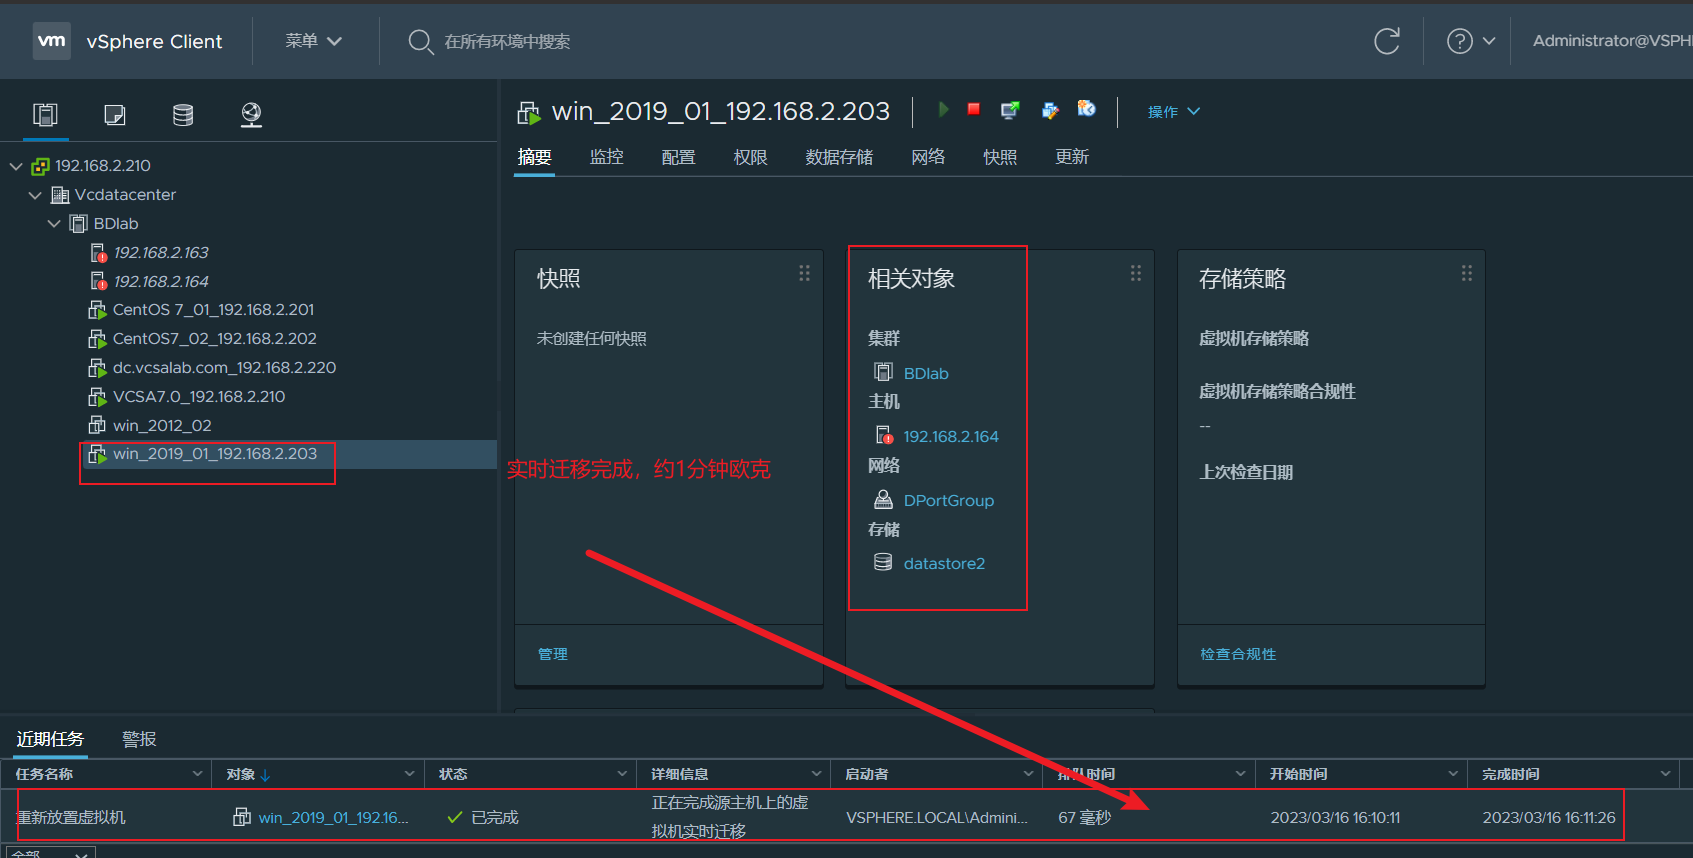 vm vSphere Client 菜单 在所有环境中搜索 Administrator@VSPH
192.168.2.210
Vcdatacenter
BDlab
192.168.2.163
192.168.2.164
CentOS 7_01_192.168.2.201
CentOS7_02_192.168.2.202
dc.vcsalab.com_192.168.2.220
VCSA7.0_192.168.2.210
win_2012_02
win_2019_01_192.168.2.203
win_2019_01_192.168.2.203 操作
摘要 监控 配置 权限 数据存储 网络 快照 更新
快照
未创建任何快照
管理
实时迁移完成，约1分钟欧克
相关对象
集群
BDlab
主机
192.168.2.164
网络
DPortGroup
存储
datastore2
存储策略
虚拟机存储策略
虚拟机存储策略合规性
--
上次检查日期
检查合规性
近期任务 警报
任务名称 对象 状态 详细信息 启动者 排队时间 开始时间 完成时间
重新放置虚拟机 win_2019_01_192.16... 已完成 正在完成源主机上的虚
拟机实时迁移 VSPHERE.LOCAL\Admini... 67 毫秒 2023/03/16 16:10:11 2023/03/16 16:11:26
全部